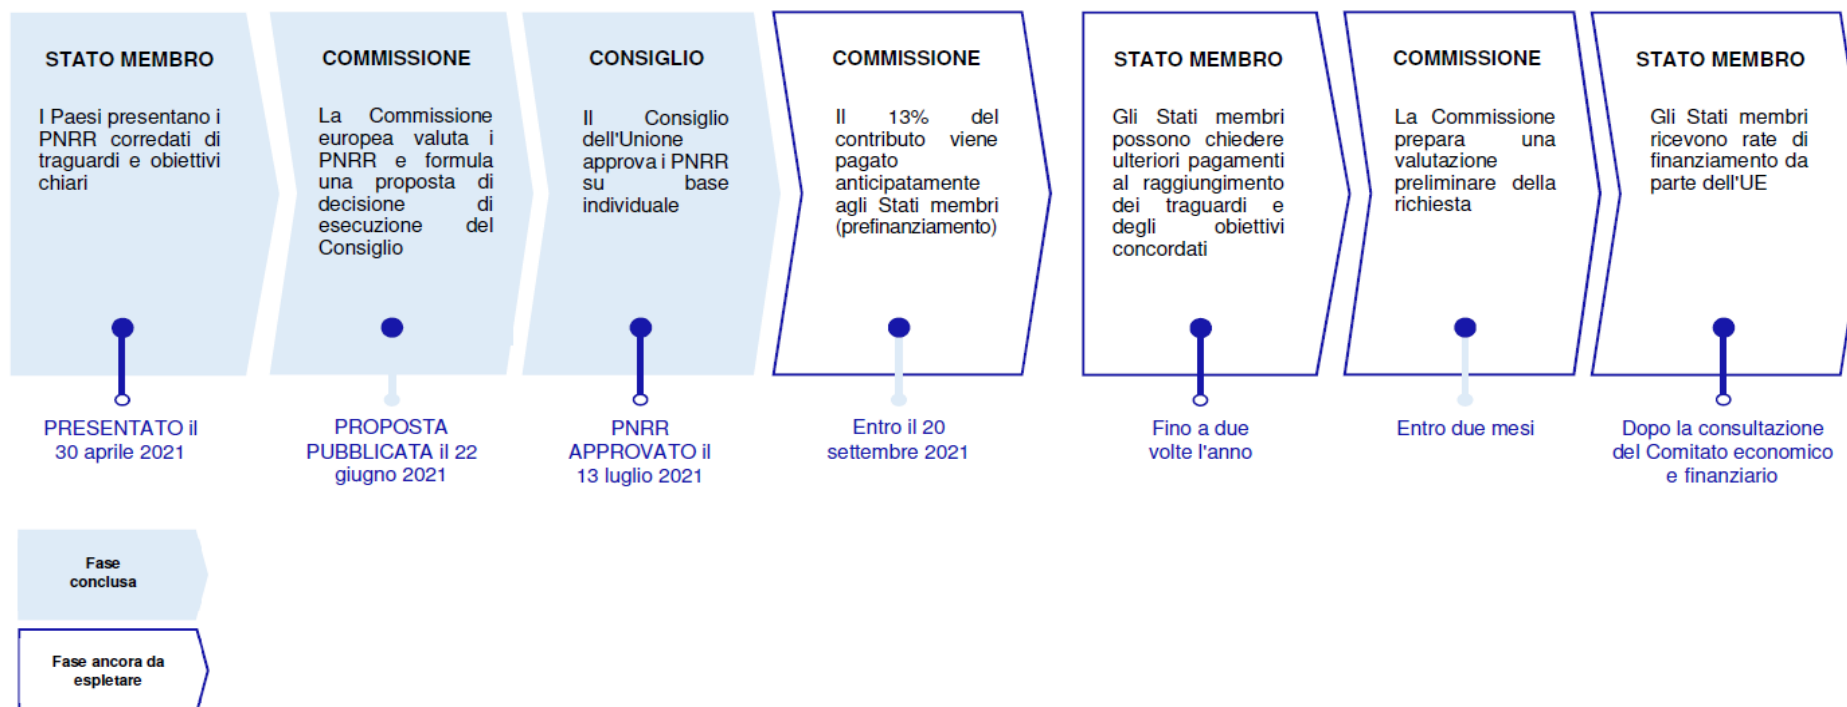 STATO MEMBRO
I Paesi presentano i
PNRR corredati di
traguardi e obiettivi
chiari
PRESENTATO il
30 aprile 2021
COMMISSIONE
La Commissione
europea valuta i
PNRR e formula
una proposta di
decisione di
esecuzione del
Consiglio
PROPOSTA
PUBBLICATA il 22
giugno 2021
CONSIGLIO
Il Consiglio
dell'Unione
approva i PNRR
su base
individuale
PNRR
APPROVATO il
13 luglio 2021
COMMISSIONE
Il 13% del
contributo viene
pagato
anticipatamente
agli Stati membri
(prefinanziamento)
Entro il 20
settembre 2021
STATO MEMBRO
Gli Stati membri
possono chiedere
ulteriori pagamenti
al raggiungimento
dei traguardi e
degli obiettivi
concordati
Fino a due
volte l'anno
COMMISSIONE
La Commissione
prepara una
valutazione
preliminare della
richiesta
Entro due mesi
STATO MEMBRO
Gli Stati membri
ricevono rate di
finanziamento da
parte dell'UE
Dopo la consultazione
del Comitato economico
e finanziario
Fase
conclusa
Fase ancora da
espletare